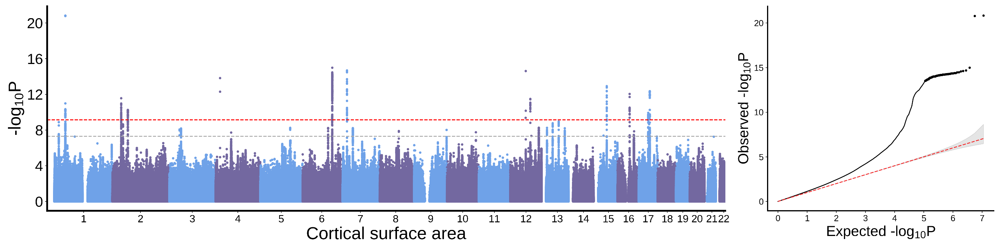 20
16
12
8
4
0
-log10P
1 2 3 4 5 6 7 8 9 10 11 12 13 14 15 16 17 18 19 20 21 22
Cortical surface area
20
15
10
5
0
Observed -log10P
0 1 2 3 4 5 6 7
Expected -log10P